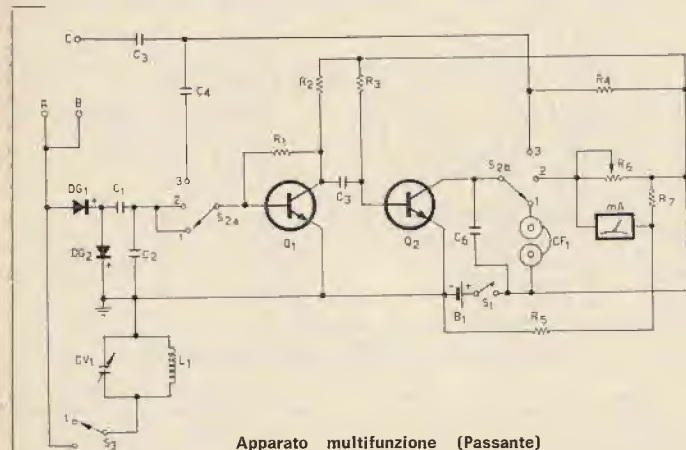 C
C3
R2
R3
R4
C4
A
B
R1
3
S2b
2
R6
DG1
C1
3
2
S2a
1
C3
mA
R7
DG2
C2
Q1
Q2
C6
1
CF1
- +
B1
S1
R5
CV1
L1
1
S3
Apparato multifunzione (Passante)